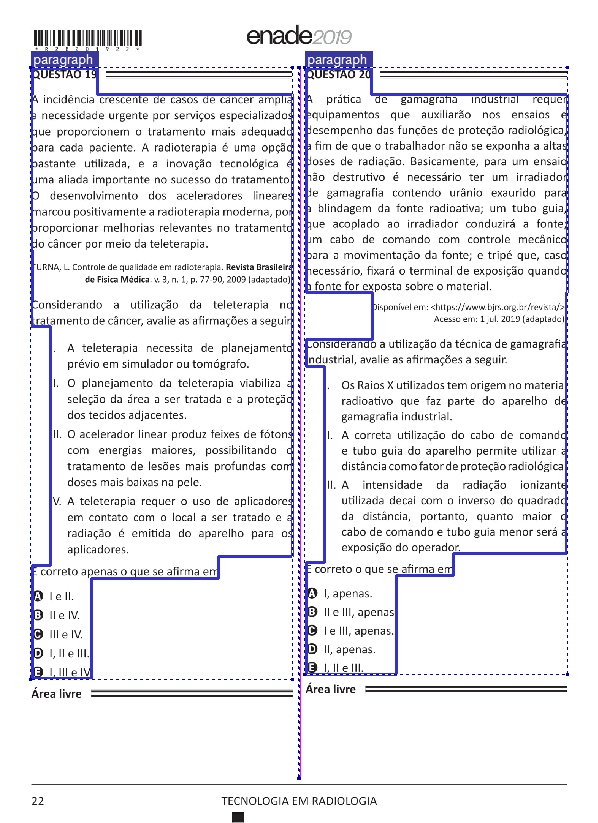 *R2220192 2*
enade2019
paragraph
QUESTÃO 19
A incidência crescente de casos de câncer amplia
a necessidade urgente por serviços especializados
que proporcionem o tratamento mais adequado
para cada paciente. A radioterapia é uma opção
bastante utilizada, e a inovação tecnológica é
uma aliada importante no sucesso do tratamento.
O desenvolvimento dos aceleradores lineares
marcou positivamente a radioterapia moderna, por
proporcionar melhorias relevantes no tratamento
do câncer por meio da teleterapia.
FURNA, L. Controle de qualidade em radioterapia. Revista Brasileira
de Física Médica. v. 3, n. 1, p. 77-90, 2009 (adaptado).
Considerando a utilização da teleterapia no
tratamento de câncer, avalie as afirmações a seguir.
I. A teleterapia necessita de planejamento
prévio em simulador ou tomógrafo.
II. O planejamento da teleterapia viabiliza a
seleção da área a ser tratada e a proteção
dos tecidos adjacentes.
III. O acelerador linear produz feixes de fótons
com energias maiores, possibilitando o
tratamento de lesões mais profundas com
doses mais baixas na pele.
IV. A teleterapia requer o uso de aplicadores
em contato com o local a ser tratado e a
radiação é emitida do aparelho para os
aplicadores.
É correto apenas o que se afirma em
A I e II.
B II e IV.
C III e IV.
D I, II e III.
E I, III e IV.
Área livre
paragraph
QUESTÃO 20
A prática de gamagrafia industrial requer
equipamentos que auxiliarão nos ensaios e
desempenho das funções de proteção radiológica,
a fim de que o trabalhador não se exponha a altas
doses de radiação. Basicamente, para um ensaio
não destrutivo é necessário ter um irradiador
de gamagrafia contendo urânio exaurido para
a blindagem da fonte radioativa; um tubo guia,
que acoplado ao irradiador conduzirá a fonte;
um cabo de comando com controle mecânico
para a movimentação da fonte; e tripé que, caso
necessário, fixará o terminal de exposição quando
a fonte for exposta sobre o material.
Disponível em: <https://www.bjrs.org.br/revista/>.
Acesso em: 1 jul. 2019 (adaptado).
Considerando a utilização da técnica de gamagrafia
industrial, avalie as afirmações a seguir.
I. Os Raios X utilizados tem origem no material
radioativo que faz parte do aparelho de
gamagrafia industrial.
II. A correta utilização do cabo de comando
e tubo guia do aparelho permite utilizar a
distância como fator de proteção radiológica.
III. A intensidade da radiação ionizante
utilizada decai com o inverso do quadrado
da distância, portanto, quanto maior o
cabo de comando e tubo guia menor será a
exposição do operador.
É correto o que se afirma em
A I, apenas.
B II e III, apenas.
C I e III, apenas.
D II, apenas.
E I, II e III.
Área livre
22
TECNOLOGIA EM RADIOLOGIA